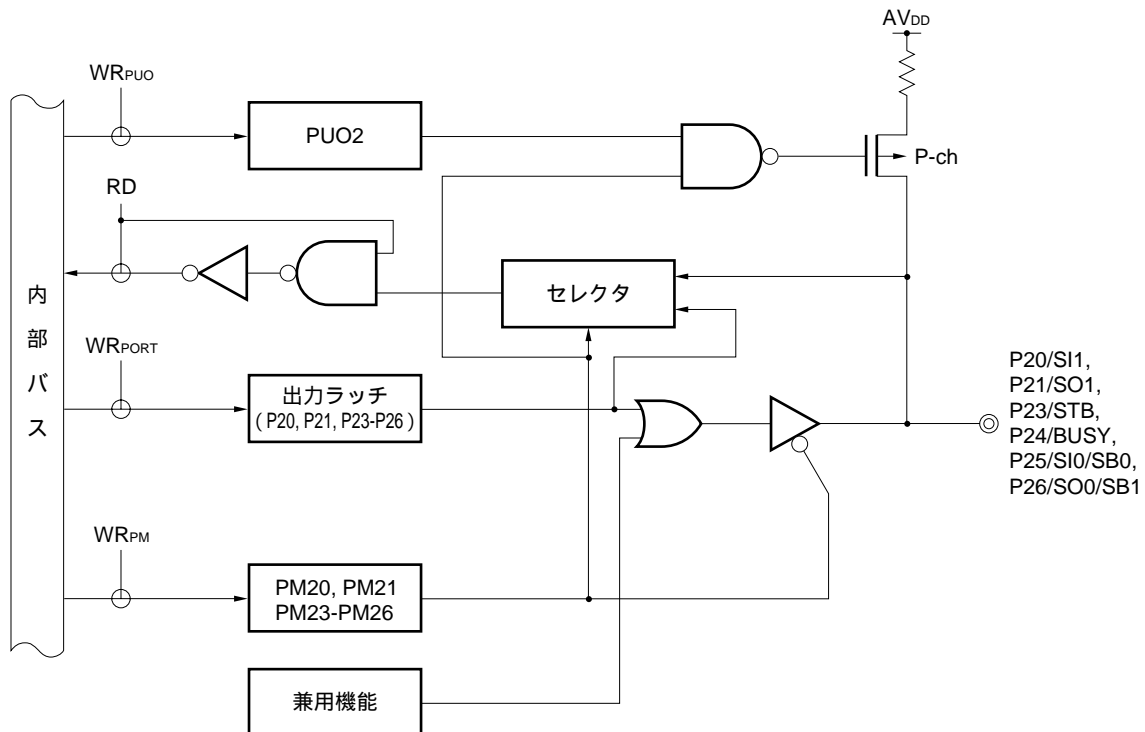 AVDD
WRPUO
PUO2
P-ch
RD
セレクタ
内部バス
WRPORT
出力ラッチ
(P20, P21, P23-P26)
P20/SI1,
P21/SO1,
P23/STB,
P24/BUSY,
P25/SI0/SB0,
P26/SO0/SB1
WRPM
PM20, PM21
PM23-PM26
兼用機能